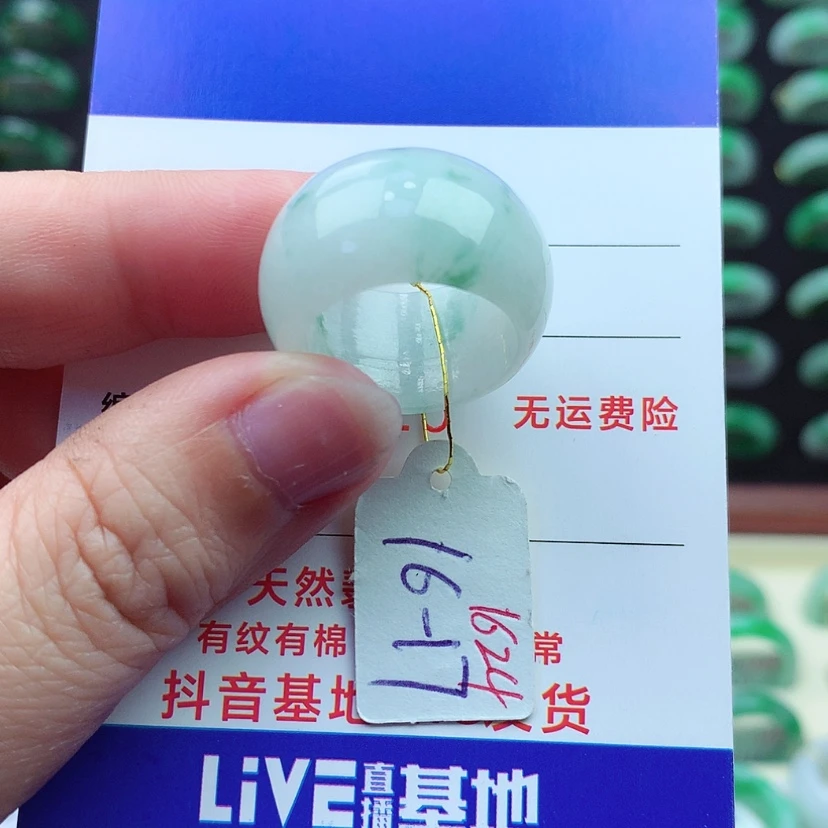 无运费险
16-17
1624
天然
有纹有棉 常
抖音基地 发货
LiVE直播基地